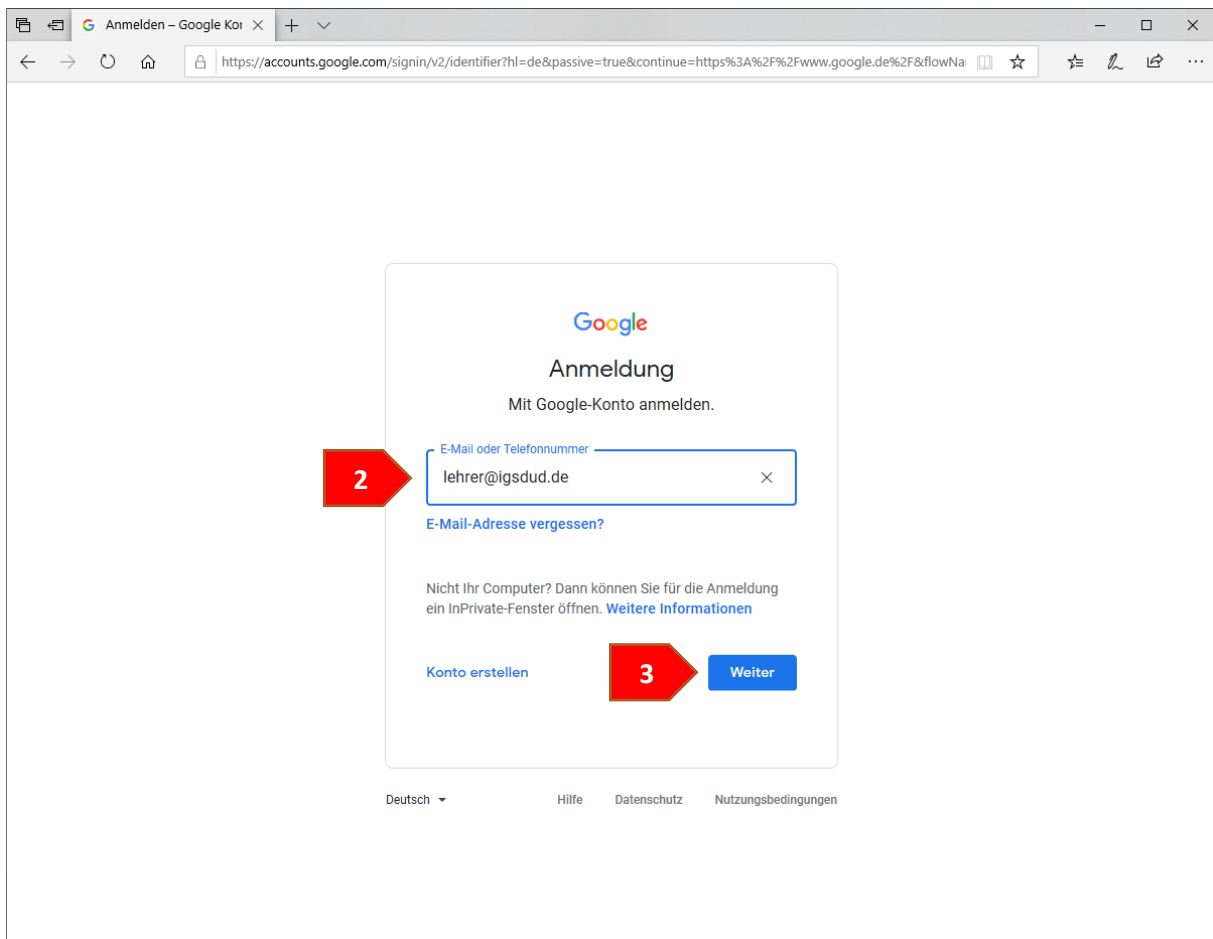 Anmelden – Google Kor
https://accounts.google.com/signin/v2/identifier?hl=de&passive=true&continue=https%3A%2F%2Fwww.google.de%2F&flowNa
Google
Anmeldung
Mit Google-Konto anmelden.
E-Mail oder Telefonnummer
2
lehrer@igsdud.de
E-Mail-Adresse vergessen?
Nicht Ihr Computer? Dann können Sie für die Anmeldung
ein InPrivate-Fenster öffnen. Weitere Informationen
Konto erstellen
3
Weiter
Deutsch
Hilfe
Datenschutz
Nutzungsbedingungen